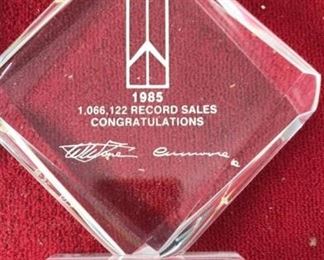 1985
1,066,122 RECORD SALES
CONGRATULATIONS